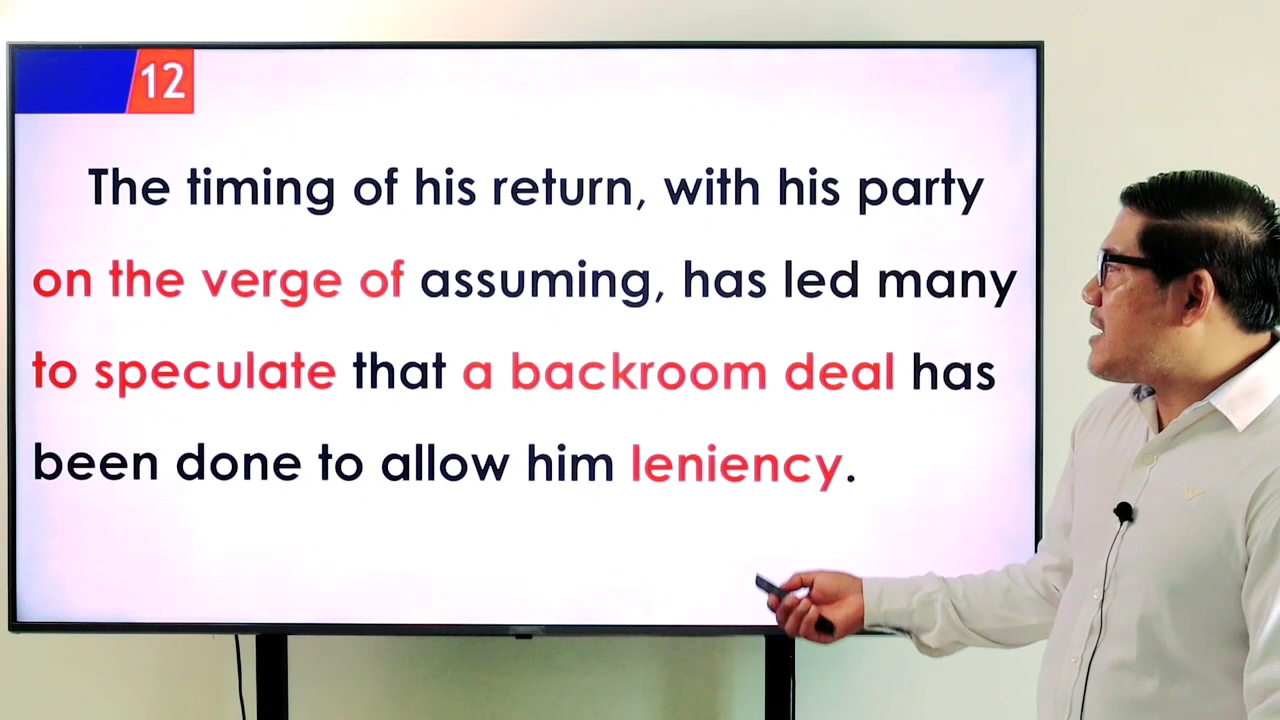 12
The timing of his return, with his party
on the verge of assuming, has led many
to speculate that a backroom deal has
been done to allow him leniency.